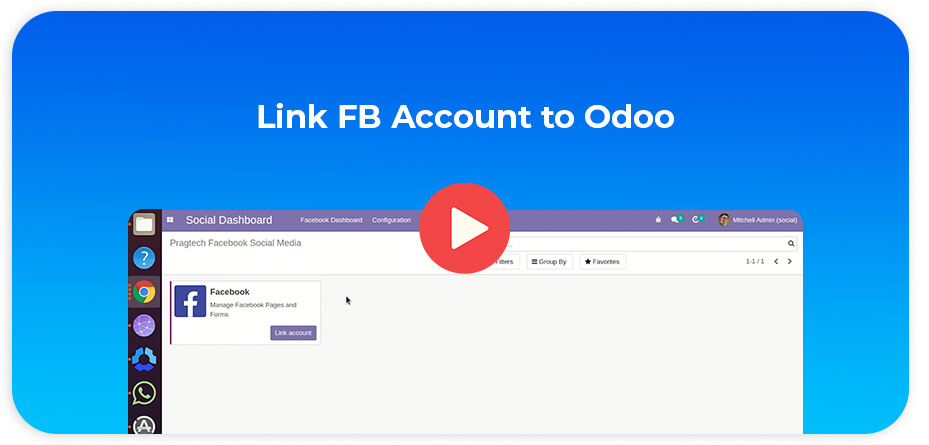 Link FB Account to Odoo
Social Dashboard
Facebook Dashboard
Configuration
Mitchell Admin (social)
Pragtech Facebook Social Media
Filters
Group By
Favorites
1-1 / 1
Facebook
Manage Facebook Pages and
Forms
Link account